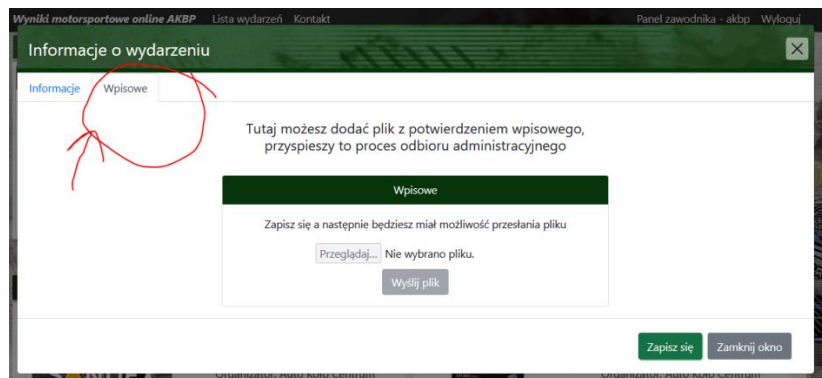 Wyniki motorsportowe online AKBP Lista wydarzeń Kontakt Panel zawodnika - akbp Wyloguj
Informacje o wydarzeniu
Informacje Wpisowe
Tutaj możesz dodać plik z potwierdzeniem wpisowego,
przyspieszy to proces odbioru administracyjnego
Wpisowe
Zapisz się a następnie będziesz miał możliwość przesłania pliku
Przeglądaj... Nie wybrano pliku.
Wyślij plik
Zapisz się Zamknij okno
Organizator: Auto Koło Centrum Organizator: Auto Koło Centrum